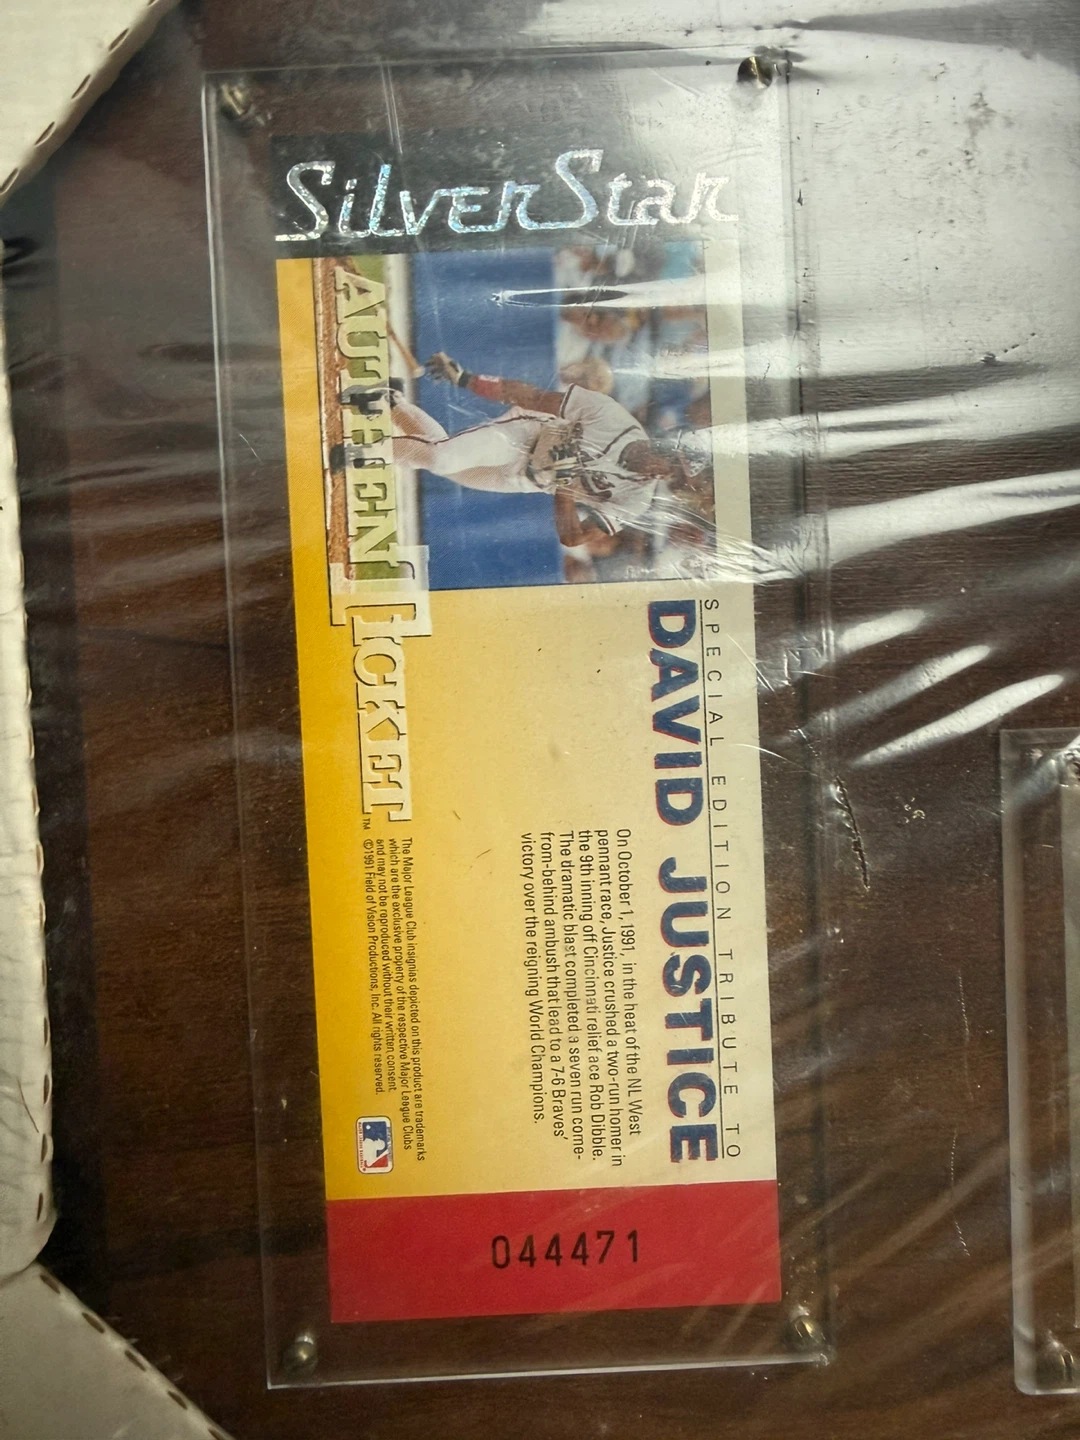 SilverStar
SPECIAL EDITION TRIBUTE TO
DAVID JUSTICE
On October 1, 1991, in the heat of the NL West
pennant race, Justice crushed a two-run homer in
the 9th inning off Cincinnati relief ace Rob Dibble.
The dramatic blast completed a seven run come-
from-behind ambush that lead to a 7-6 Braves'
victory over the reigning World Champions.
AUTHENTICKET™
The Major League Club insignias depicted on this product are trademarks
which are the exclusive property of the respective Major League Clubs
and may not be reproduced without their written consent.
©1991 Field of Vision Productions, Inc. All rights reserved.
044471